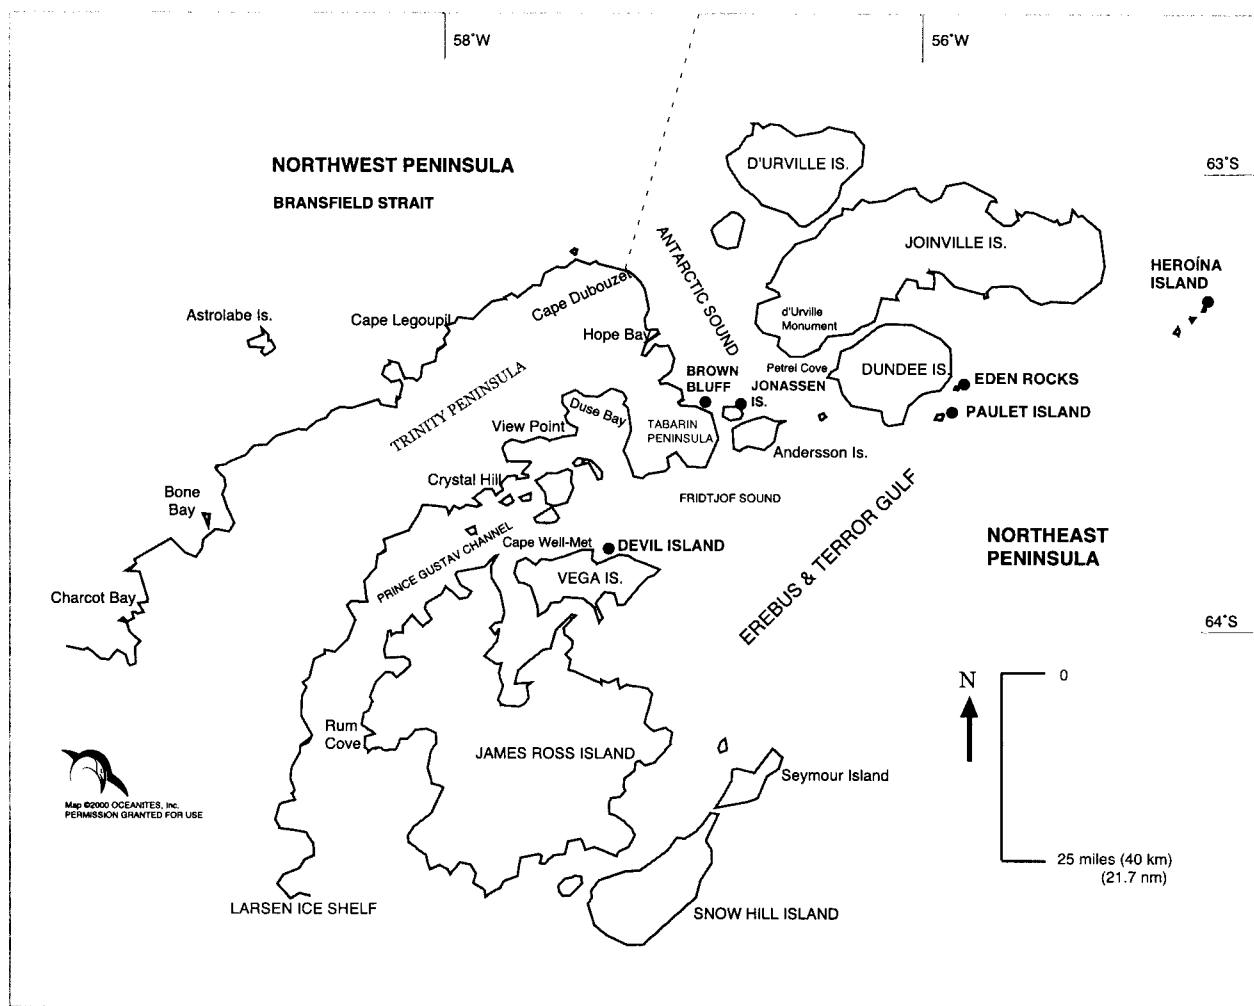 58°W
56°W
NORTHWEST PENINSULA
BRANSFIELD STRAIT
D'URVILLE IS.
63°S
ANTARCTIC SOUND
JOINVILLE IS.
HEROÍNA
ISLAND
Cape Dubouzet
Astrolabe Is.
Cape Legoupil
d'Urville
Monument
Hope Bay
Petrel Cove
DUNDEE IS.
BROWN
BLUFF
JONASSEN
IS.
EDEN ROCKS
TRINITY PENINSULA
Duse Bay
PAULET ISLAND
View Point
TABARIN
PENINSULA
Andersson Is.
Crystal Hill
Bone
Bay
FRIDTJOF SOUND
PRINCE GUSTAV CHANNEL
Cape Well-Met
DEVIL ISLAND
EREBUS & TERROR GULF
NORTHEAST
PENINSULA
VEGA IS.
Charcot Bay
64°S
N
0
Rum
Cove
JAMES ROSS ISLAND
Seymour Island
Map ©2000 OCEANITES, Inc.
PERMISSION GRANTED FOR USE
25 miles (40 km)
(21.7 nm)
LARSEN ICE SHELF
SNOW HILL ISLAND